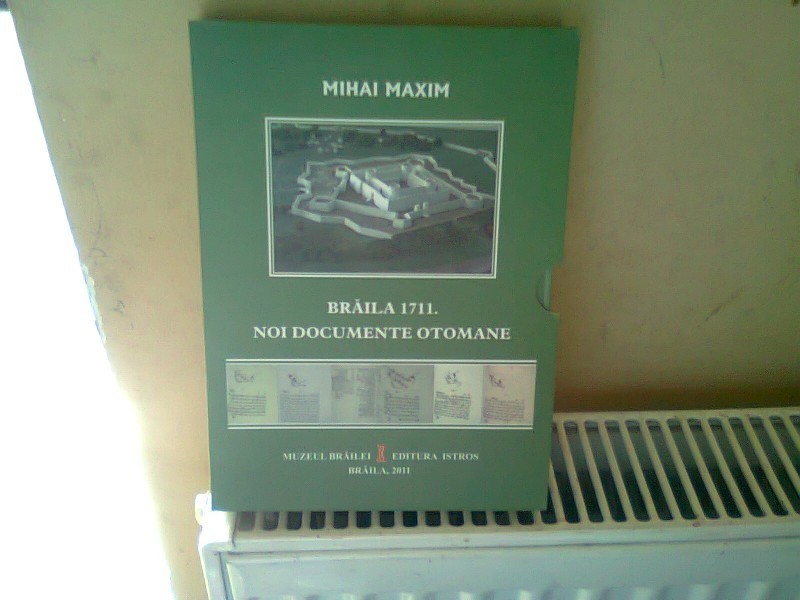 MIHAI MAXIM
BRĂILA 1711.
NOI DOCUMENTE OTOMANE
MUZEUL BRĂILEI EDITURA ISTROS
BRĂILA, 2011